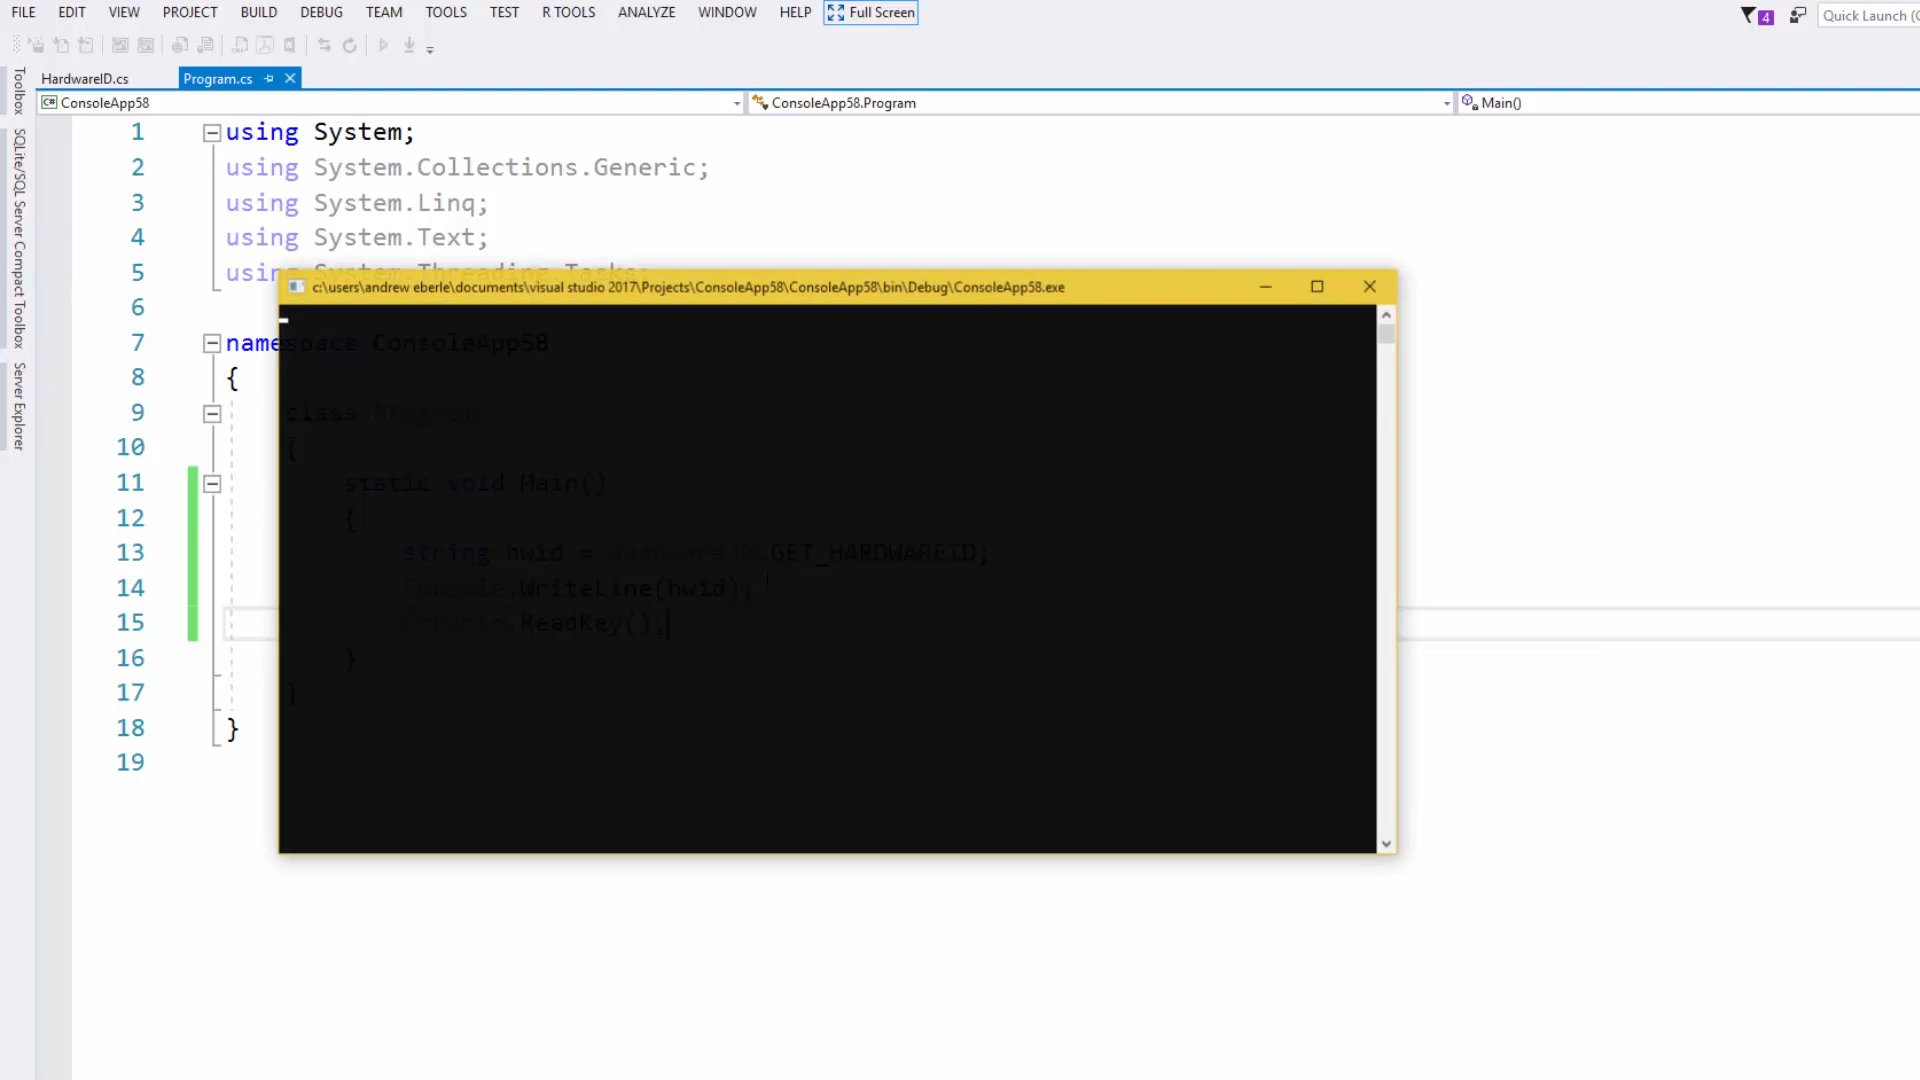 FILE EDIT VIEW PROJECT BUILD DEBUG TEAM TOOLS TEST R TOOLS ANALYZE WINDOW HELP Full Screen
4 Quick Launch (C
HardwareID.cs Program.cs
ConsoleApp58 ConsoleApp58.Program Main()
Toolbox
SQLite/SQL Server Compact Toolbox
Server Explorer
1 using System;
2 using System.Collections.Generic;
3 using System.Linq;
4 using System.Text;
5 using System.Threading.Tasks;
c:\users\andrew eberle\documents\visual studio 2017\Projects\ConsoleApp58\ConsoleApp58\bin\Debug\ConsoleApp58.exe
6
7 namespace ConsoleApp58
8 {
9 class Program
10 {
11 static void Main()
12 {
13 string hwid = HardwareID.GET_HARDWAREID;
14 Console.WriteLine(hwid);
15 Console.ReadKey();
16 }
17 }
18 }
19